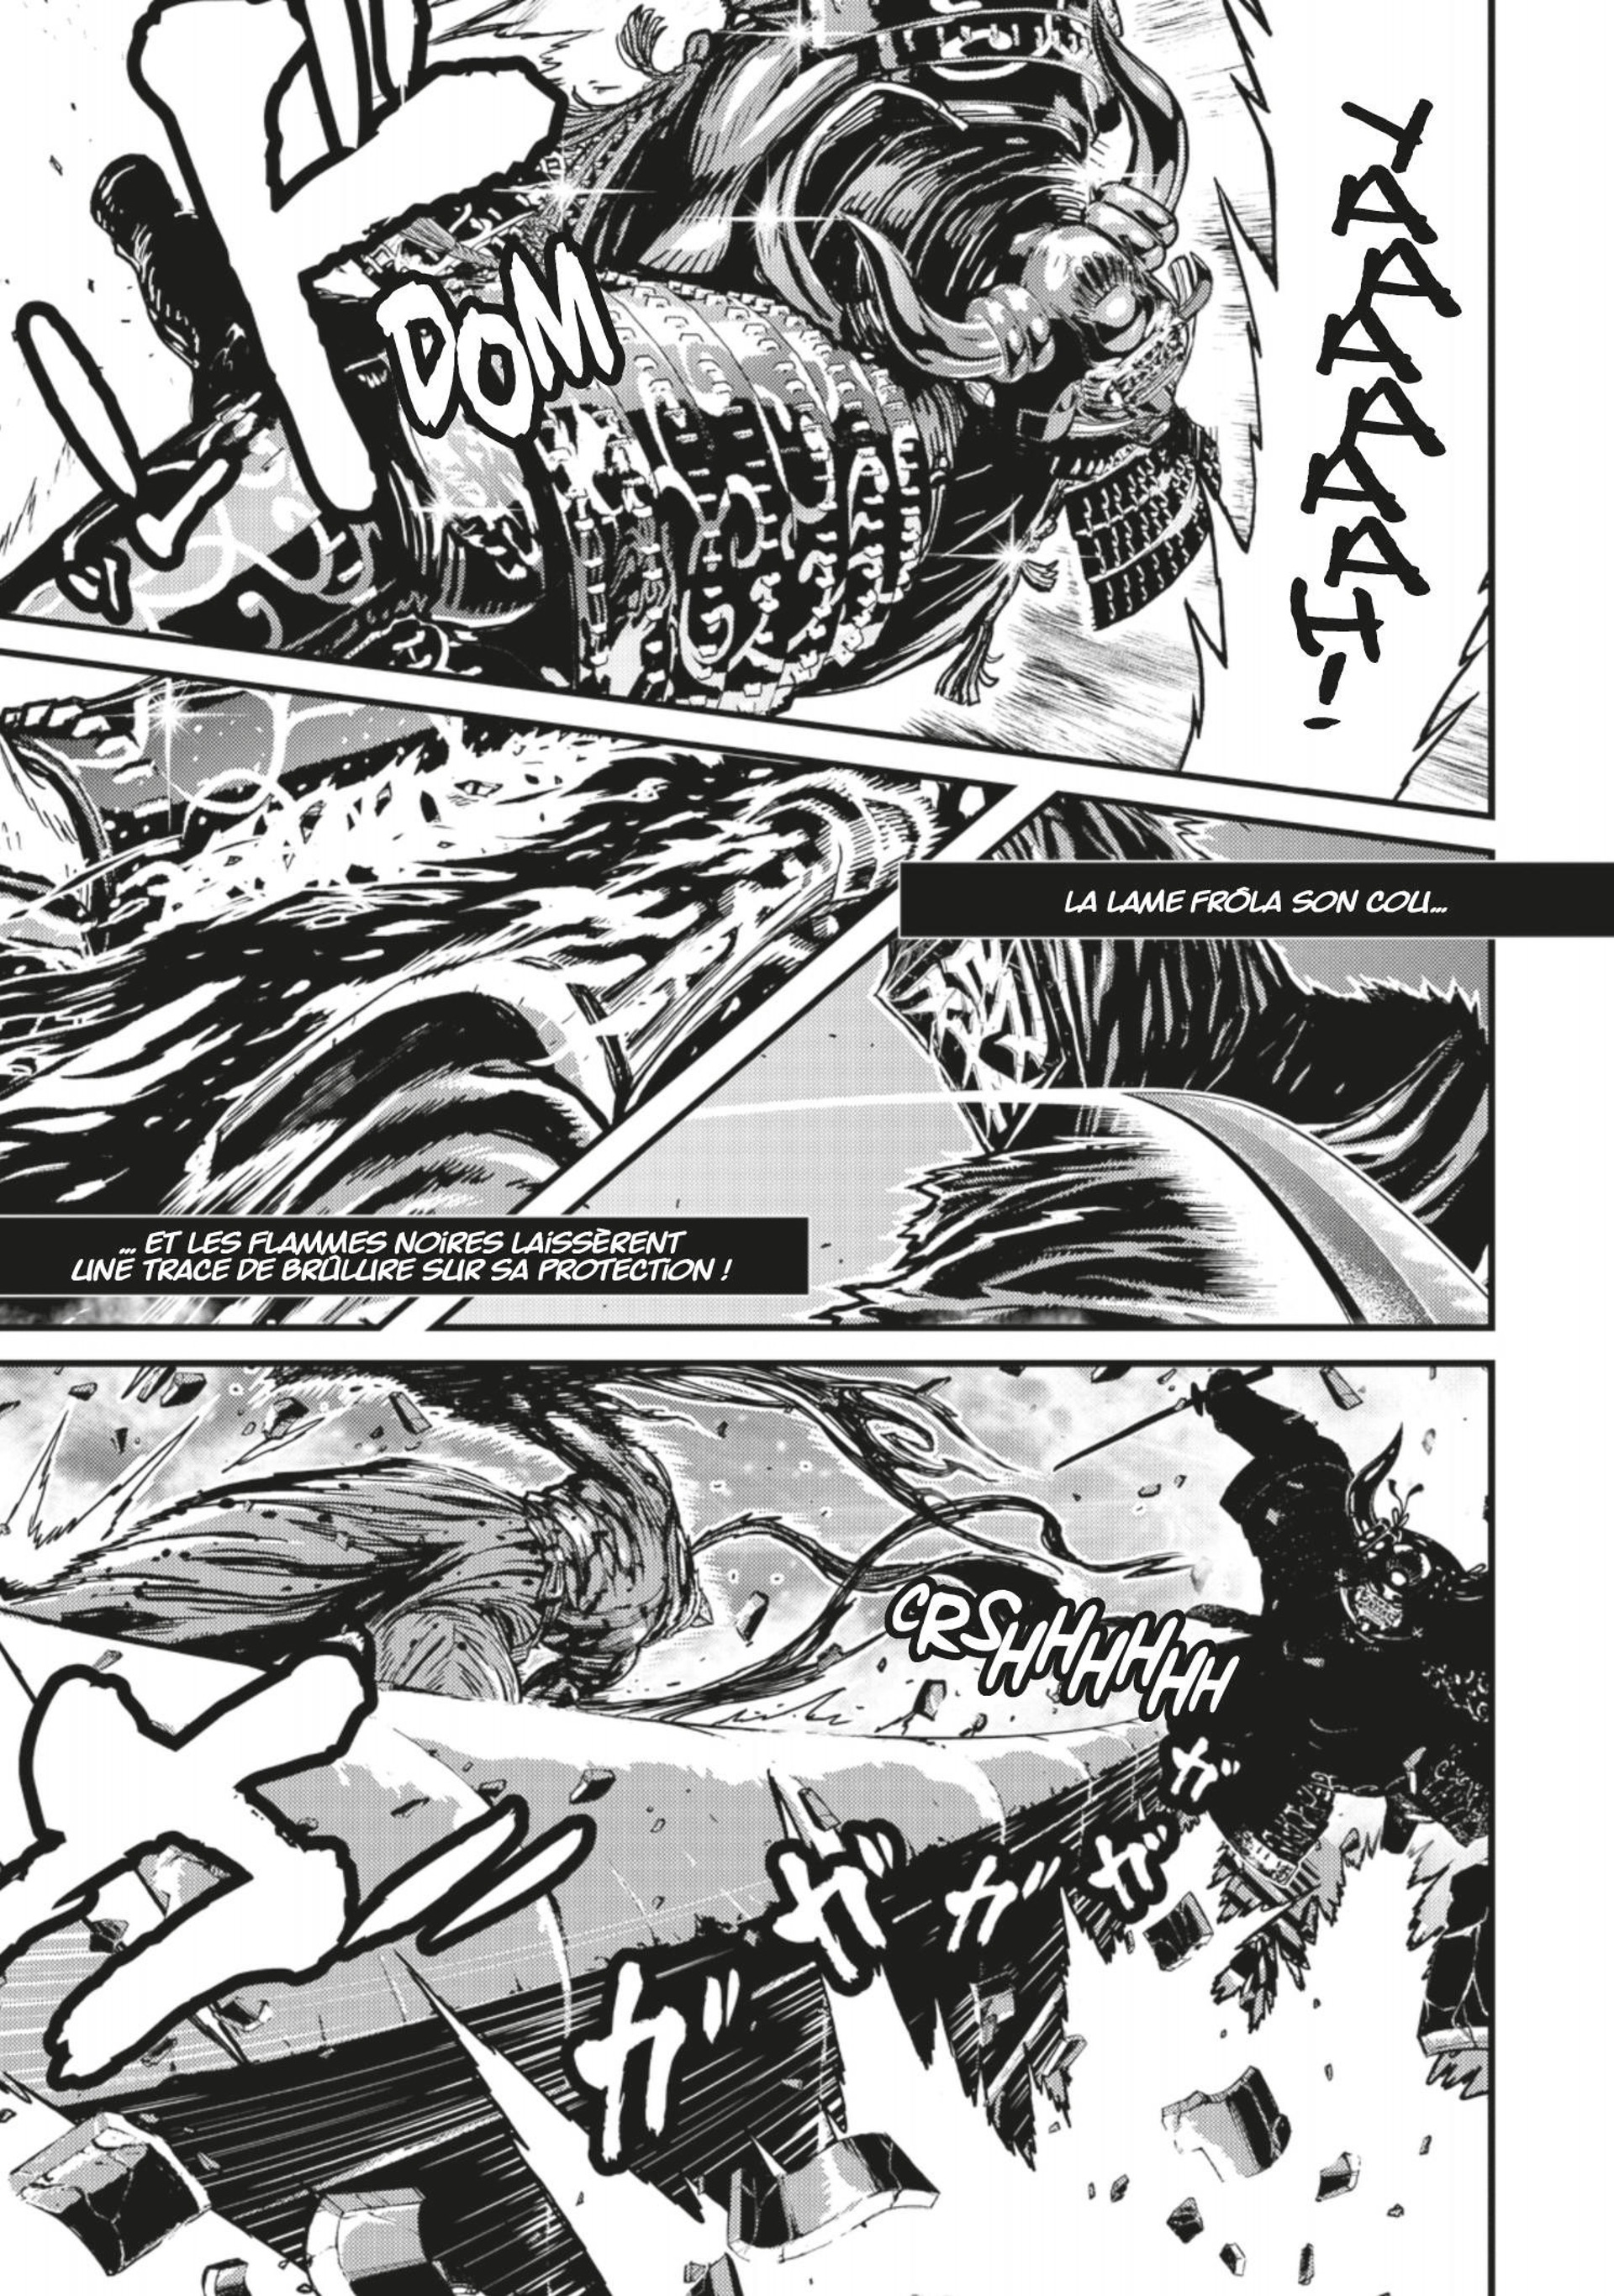 YAAAAAH !
ド
DOM
LA LAME FRÔLA SON COU...
... ET LES FLAMMES NOIRES LAISSÈRENT
UNE TRACE DE BRÛLURE SUR SA PROTECTION !
CRSHHHHHH
ガ
ガ
ガ
ガ
ガ